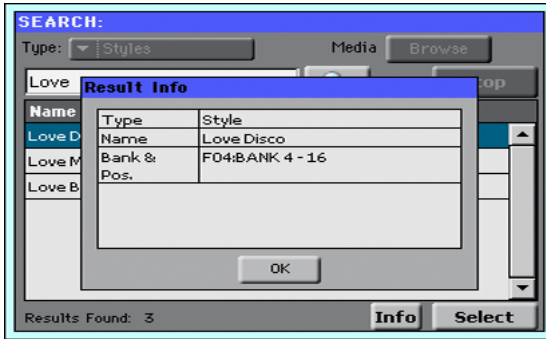 SEARCH:
Type: Styles Media Browse
Love
Result Info
op
Name
Type Style
Love D
Name Love Disco
Love M
Bank & F04:BANK 4 - 16
Pos.
Love B
OK
Results Found: 3 Info Select